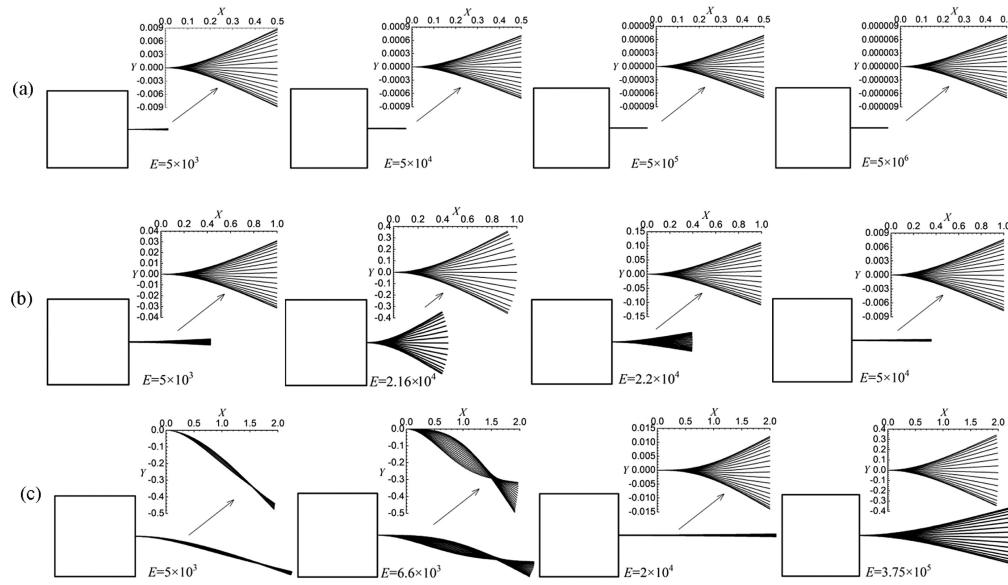 X X X X
0.0 0.1 0.2 0.3 0.4 0.5 0.0 0.1 0.2 0.3 0.4 0.5 0.0 0.1 0.2 0.3 0.4 0.5 0.0 0.1 0.2 0.3 0.4 0.5
0.009 0.0009 0.00009 0.000009
0.006 0.0006 0.00006 0.000006
0.003 0.0003 0.00003 0.000003
Y 0.000 Y 0.0000 Y 0.00000 Y 0.000000
-0.003 -0.0003 -0.00003 -0.000003
-0.006 -0.0006 -0.00006 -0.000006
-0.009 -0.0009 -0.00009 -0.000009
(a)
E=5×10³ E=5×10⁴ E=5×10⁵ E=5×10⁶
X X X X
0.0 0.2 0.4 0.6 0.8 1.0 0.0 0.2 0.4 0.6 0.8 1.0 0.0 0.2 0.4 0.6 0.8 1.0 0.0 0.2 0.4 0.6 0.8 1.0
0.04 0.4 0.15 0.009
0.03 0.3 0.10 0.006
0.02 0.2 0.05 0.003
0.01 0.1
Y 0.00 Y 0.0 Y 0.00 Y 0.000
-0.01 -0.1 -0.05 -0.003
-0.02 -0.2 -0.10 -0.006
-0.03 -0.3 -0.15 -0.009
-0.04 -0.4
(b)
E=5×10³ E=2.16×10⁴ E=2.2×10⁴ E=5×10⁴
X X X X
0.0 0.5 1.0 1.5 2.0 0.0 0.5 1.0 1.5 2.0 0.0 0.5 1.0 1.5 2.0 0.0 0.5 1.0 1.5 2.0
0.0 0.0 0.015 0.4
-0.1 -0.1 0.010 0.3
-0.2 -0.2 0.005 0.2
0.1
Y -0.3 Y -0.3 Y 0.000 Y 0.0
-0.4 -0.4 -0.005 -0.1
-0.5 -0.5 -0.010 -0.2
-0.015 -0.3
-0.4
(c)
E=5×10³ E=6.6×10³ E=2×10⁴ E=3.75×10⁵